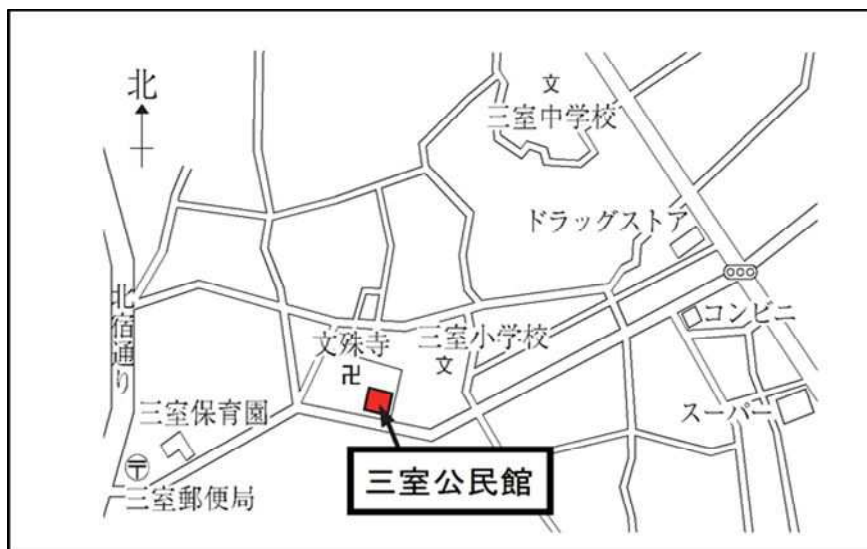 北
文
三室中学校
ドラッグストア
北宿通り
コンビニ
文殊寺
三室小学校
卍
文
スーパー
三室保育園
〒
三室郵便局
三室公民館